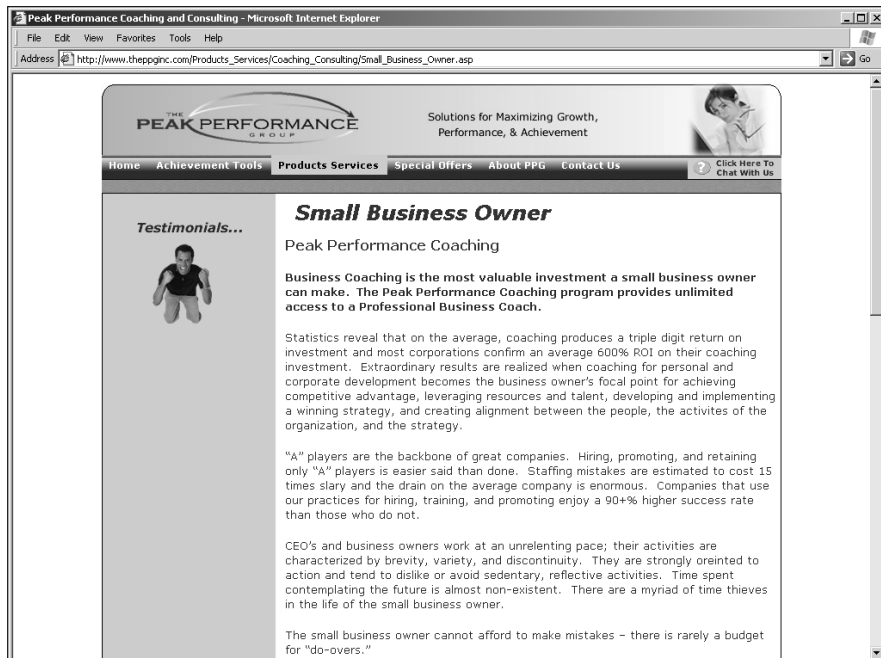 Peak Performance Coaching and Consulting - Microsoft Internet Explorer
File Edit View Favorites Tools Help
Address http://www.theppginc.com/Products_Services/Coaching_Consulting/Small_Business_Owner.asp Go
THE
PEAK PERFORMANCE
GROUP
Solutions for Maximizing Growth,
Performance, & Achievement
Home Achievement Tools Products Services Special Offers About PPG Contact Us
? Click Here To
Chat With Us
Testimonials...
Small Business Owner
Peak Performance Coaching
Business Coaching is the most valuable investment a small business owner
can make. The Peak Performance Coaching program provides unlimited
access to a Professional Business Coach.
Statistics reveal that on the average, coaching produces a triple digit return on
investment and most corporations confirm an average 600% ROI on their coaching
investment. Extraordinary results are realized when coaching for personal and
corporate development becomes the business owner's focal point for achieving
competitive advantage, leveraging resources and talent, developing and implementing
a winning strategy, and creating alignment between the people, the activites of the
organization, and the strategy.
“A” players are the backbone of great companies. Hiring, promoting, and retaining
only “A” players is easier said than done. Staffing mistakes are estimated to cost 15
times slary and the drain on the average company is enormous. Companies that use
our practices for hiring, training, and promoting enjoy a 90+% higher success rate
than those who do not.
CEO's and business owners work at an unrelenting pace; their activities are
characterized by brevity, variety, and discontinuity. They are strongly oreinted to
action and tend to dislike or avoid sedentary, reflective activities. Time spent
contemplating the future is almost non-existent. There are a myriad of time thieves
in the life of the small business owner.
The small business owner cannot afford to make mistakes – there is rarely a budget
for “do-overs.”